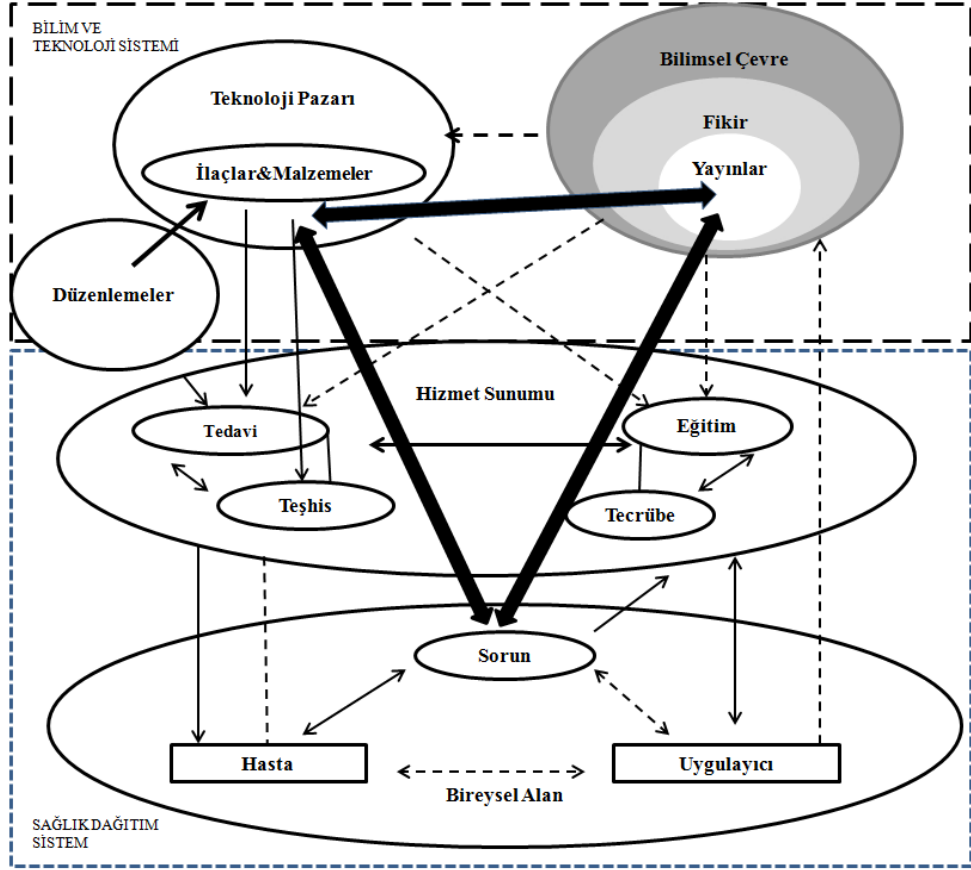 BİLİM VE
TEKNOLOJİ SİSTEMİ
Bilimsel Çevre
Teknoloji Pazarı
Fikir
İlaçlar&Malzemeler
Yayınlar
Düzenlemeler
Hizmet Sunumu
Tedavi
Eğitim
Teşhis
Tecrübe
Sorun
Hasta
Uygulayıcı
Bireysel Alan
SAĞLIK DAĞITIM
SİSTEM